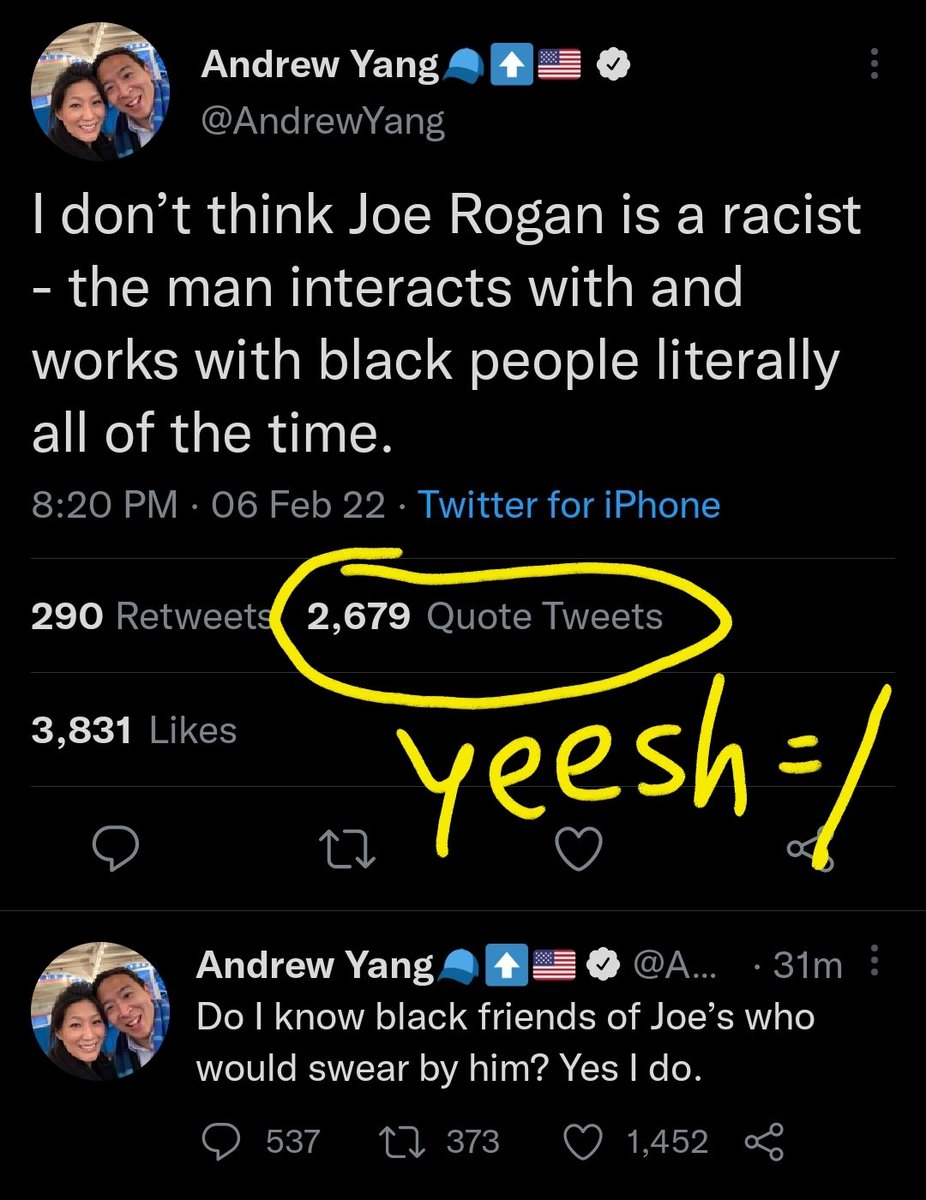 Andrew Yang🧢⬆️🇺🇸
@AndrewYang
I don’t think Joe Rogan is a racist
- the man interacts with and
works with black people literally
all of the time.
8:20 PM · 06 Feb 22 · Twitter for iPhone
290 Retweets 2,679 Quote Tweets
3,831 Likes
yeesh =/
Andrew Yang🧢⬆️🇺🇸 @A... · 31m
Do I know black friends of Joe’s who
would swear by him? Yes I do.
537 373 1,452